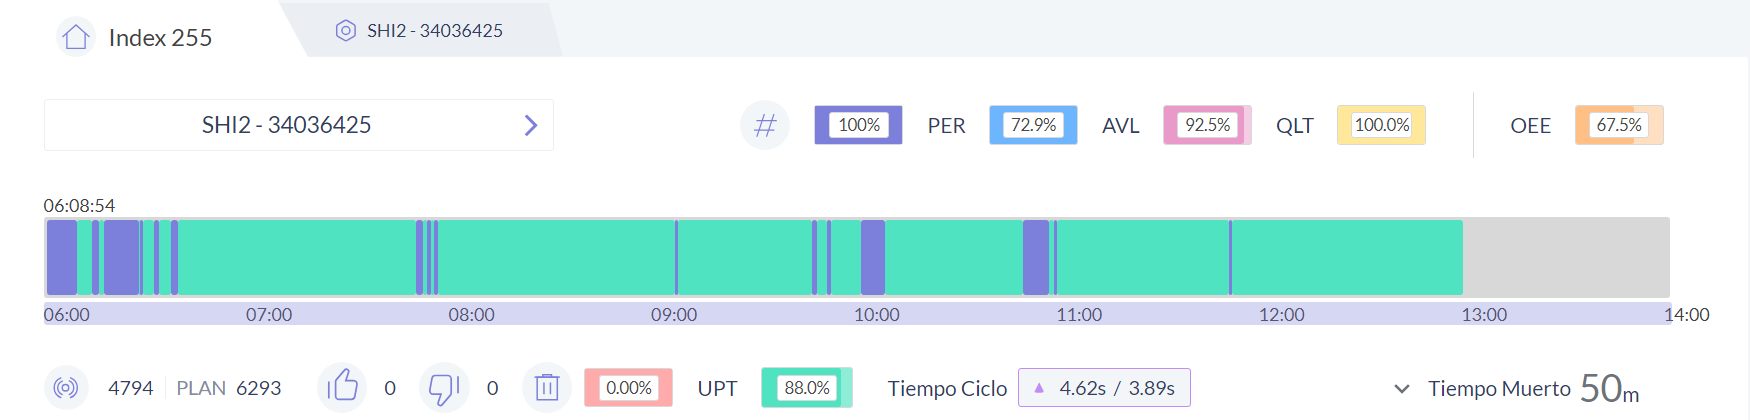 Index 255
SHI2 - 34036425
SHI2 - 34036425
100% PER 72.9% AVL 92.5% QLT 100.0% OEE 67.5%
06:08:54
06:00 07:00 08:00 09:00 10:00 11:00 12:00 13:00 14:00
4794 PLAN 6293 0 0 0.00% UPT 88.0% Tiempo Ciclo 4.62s / 3.89s Tiempo Muerto 50m